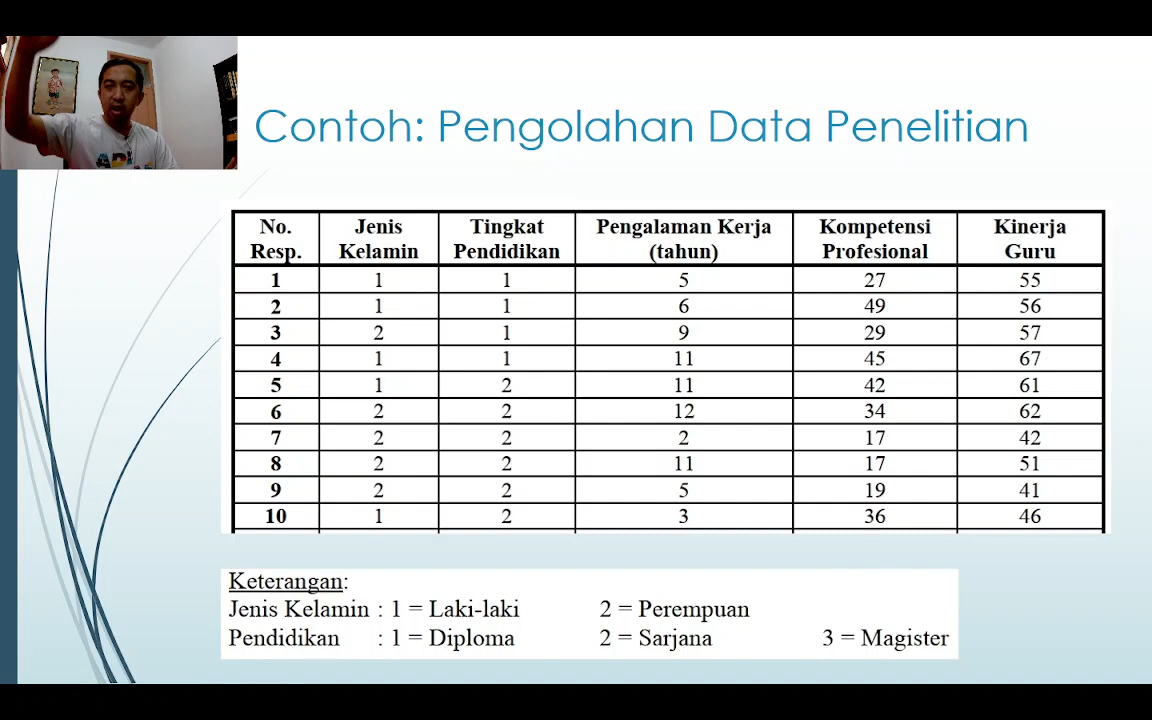 Contoh: Pengolahan Data Penelitian
No. Resp. Jenis Kelamin Tingkat Pendidikan Pengalaman Kerja (tahun) Kompetensi Profesional Kinerja Guru
1 1 1 5 27 55
2 1 1 6 49 56
3 2 1 9 29 57
4 1 1 11 45 67
5 1 2 11 42 61
6 2 2 12 34 62
7 2 2 2 17 42
8 2 2 11 17 51
9 2 2 5 19 41
10 1 2 3 36 46
Keterangan:
Jenis Kelamin : 1 = Laki-laki 2 = Perempuan
Pendidikan : 1 = Diploma 2 = Sarjana 3 = Magister